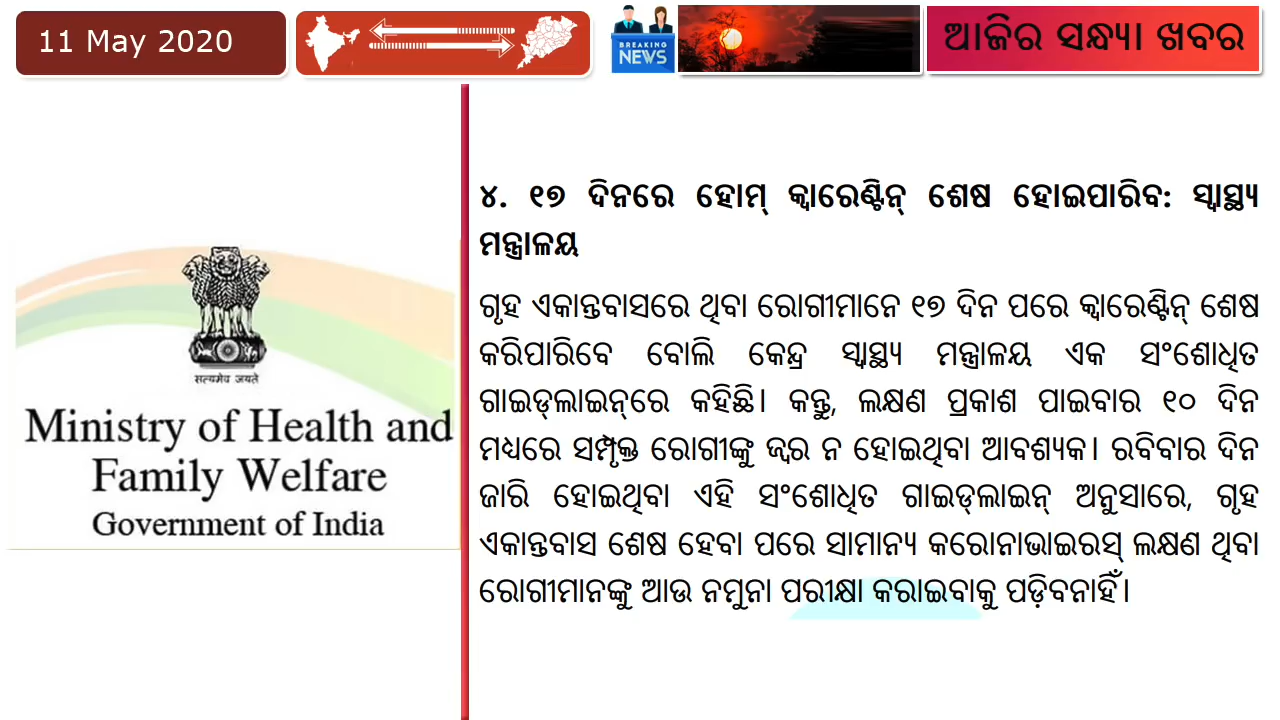 11 May 2020
BREAKING
NEWS
ଆଜିର ସନ୍ଧ୍ୟା ଖବର
୪. ୧୭ ଦିନରେ ହୋମ୍ କ୍ୱାରେଣ୍ଟିନ୍ ଶେଷ ହୋଇପାରିବ: ସ୍ୱାସ୍ଥ୍ୟ
ମନ୍ତ୍ରାଳୟ
ଗୃହ ଏକାନ୍ତବାସରେ ଥିବା ରୋଗୀମାନେ ୧୭ ଦିନ ପରେ କ୍ୱାରେଣ୍ଟିନ୍ ଶେଷ
କରିପାରିବେ ବୋଲି କେନ୍ଦ୍ର ସ୍ୱାସ୍ଥ୍ୟ ମନ୍ତ୍ରାଳୟ ଏକ ସଂଶୋଧିତ
ଗାଇଡ୍‌ଲାଇନ୍‌ରେ କହିଛି। କନ୍ତୁ, ଲକ୍ଷଣ ପ୍ରକାଶ ପାଇବାର ୧୦ ଦିନ
ମଧ୍ୟରେ ସମ୍ପୃକ୍ତ ରୋଗୀଙ୍କୁ ଜ୍ୱର ନ ହୋଇଥିବା ଆବଶ୍ୟକ। ରବିବାର ଦିନ
ଜାରି ହୋଇଥିବା ଏହି ସଂଶୋଧିତ ଗାଇଡ୍‌ଲାଇନ୍ ଅନୁସାରେ, ଗୃହ
ଏକାନ୍ତବାସ ଶେଷ ହେବା ପରେ ସାମାନ୍ୟ କରୋନାଭାଇରସ୍ ଲକ୍ଷଣ ଥିବା
ରୋଗୀମାନଙ୍କୁ ଆଉ ନମୁନା ପରୀକ୍ଷା କରାଇବାକୁ ପଡ଼ିବନାହିଁ।
सत्यमेव जयते
Ministry of Health and
Family Welfare
Government of India